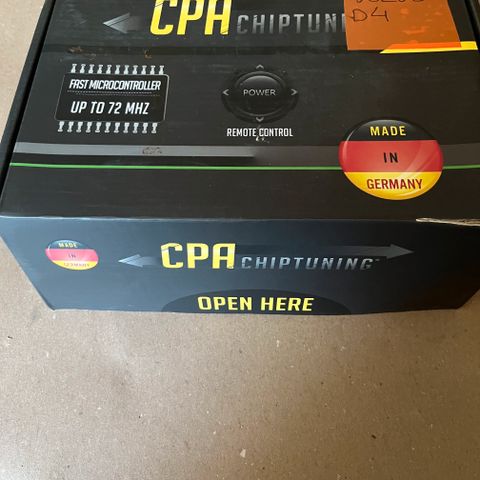 CPA CHIPTUNING
D4
FAST MICROCONTROLLER
UP TO 72 MHZ
POWER
REMOTE CONTROL
MADE
IN
GERMANY
MADE
IN
GERMANY
CPA CHIPTUNING™
OPEN HERE